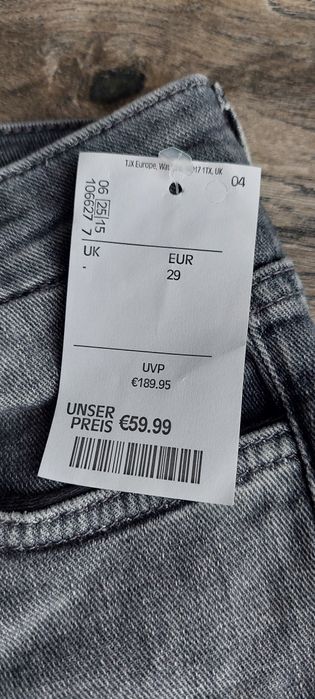 TJX Europe, Wa 17 1TX, UK
04
06 25 15
106627 7
UK EUR
- 29
UVP
€189.95
UNSER
PREIS €59.99